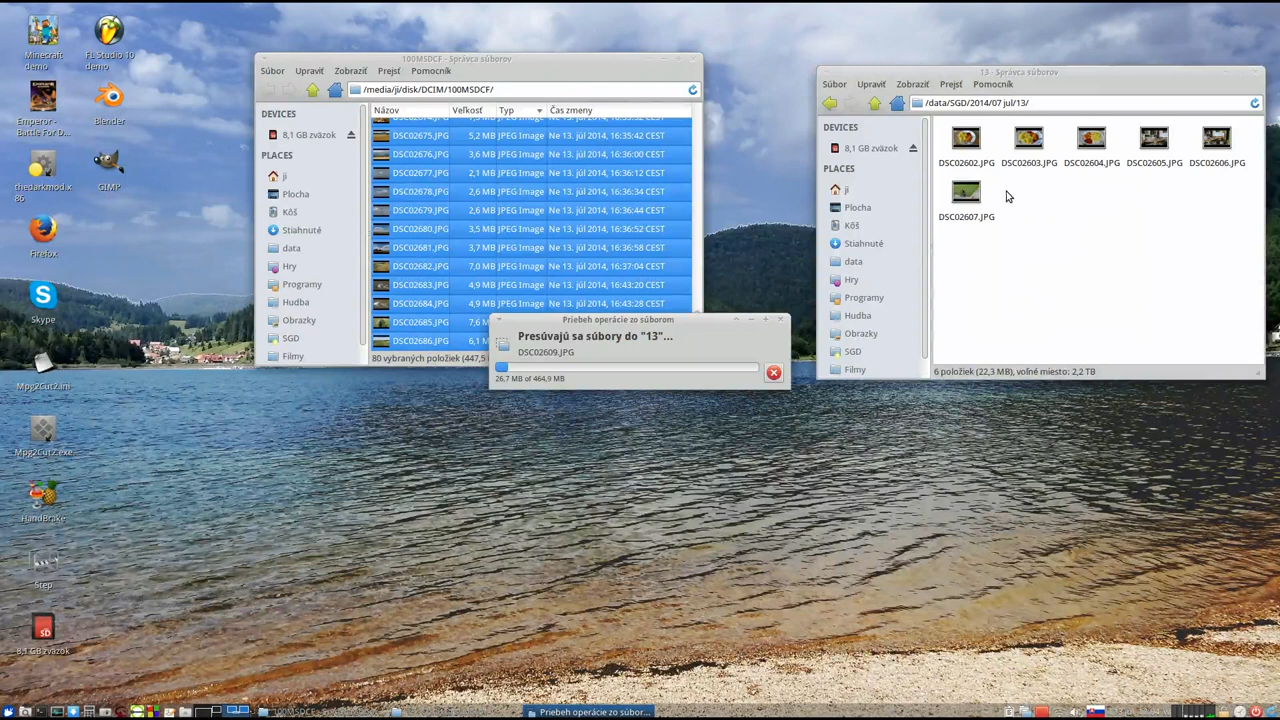 Minecraft
demo
FL Studio 10
demo
Emperor -
Battle For D...
Blender
thedarkmod.x
86
GIMP
Firefox
Skype
Mpg2Cut2.ini
Mpg2Cut2.exe
HandBrake
Step
SD
8,1 GB zväzok
100MSDCF - Správca súborov
Súbor Upraviť Zobraziť Prejsť Pomocník
/media/ji/disk/DCIM/100MSDCF/
DEVICES
8,1 GB zväzok
PLACES
ji
Plocha
Kôš
Stiahnuté
data
Hry
Programy
Hudba
Obrazky
SGD
Filmy
Názov Veľkosť Typ Čas zmeny
DSC02675.JPG 5,2 MB JPEG Image Ne 13. júl 2014, 16:35:42 CEST
DSC02676.JPG 3,6 MB JPEG Image Ne 13. júl 2014, 16:36:00 CEST
DSC02677.JPG 2,1 MB JPEG Image Ne 13. júl 2014, 16:36:12 CEST
DSC02678.JPG 2,6 MB JPEG Image Ne 13. júl 2014, 16:36:34 CEST
DSC02679.JPG 2,6 MB JPEG Image Ne 13. júl 2014, 16:36:44 CEST
DSC02680.JPG 3,5 MB JPEG Image Ne 13. júl 2014, 16:36:52 CEST
DSC02681.JPG 3,7 MB JPEG Image Ne 13. júl 2014, 16:36:58 CEST
DSC02682.JPG 7,0 MB JPEG Image Ne 13. júl 2014, 16:37:04 CEST
DSC02683.JPG 4,9 MB JPEG Image Ne 13. júl 2014, 16:43:20 CEST
DSC02684.JPG 4,9 MB JPEG Image Ne 13. júl 2014, 16:43:28 CEST
DSC02685.JPG 7,6
DSC02686.JPG 6,1
80 vybraných položiek (447,5
Priebeh operácie zo súborom
Presúvajú sa súbory do "13"...
DSC02609.JPG
26,7 MB of 464,9 MB
13 - Správca súborov
Súbor Upraviť Zobraziť Prejsť Pomocník
/data/SGD/2014/07 jul/13/
DEVICES
8,1 GB zväzok
PLACES
ji
Plocha
Kôš
Stiahnuté
data
Hry
Programy
Hudba
Obrazky
SGD
Filmy
DSC02602.JPG DSC02603.JPG DSC02604.JPG DSC02605.JPG DSC02606.JPG
DSC02607.JPG
6 položiek (22,3 MB), voľné miesto: 2,2 TB
Priebeh operácie zo súbor...